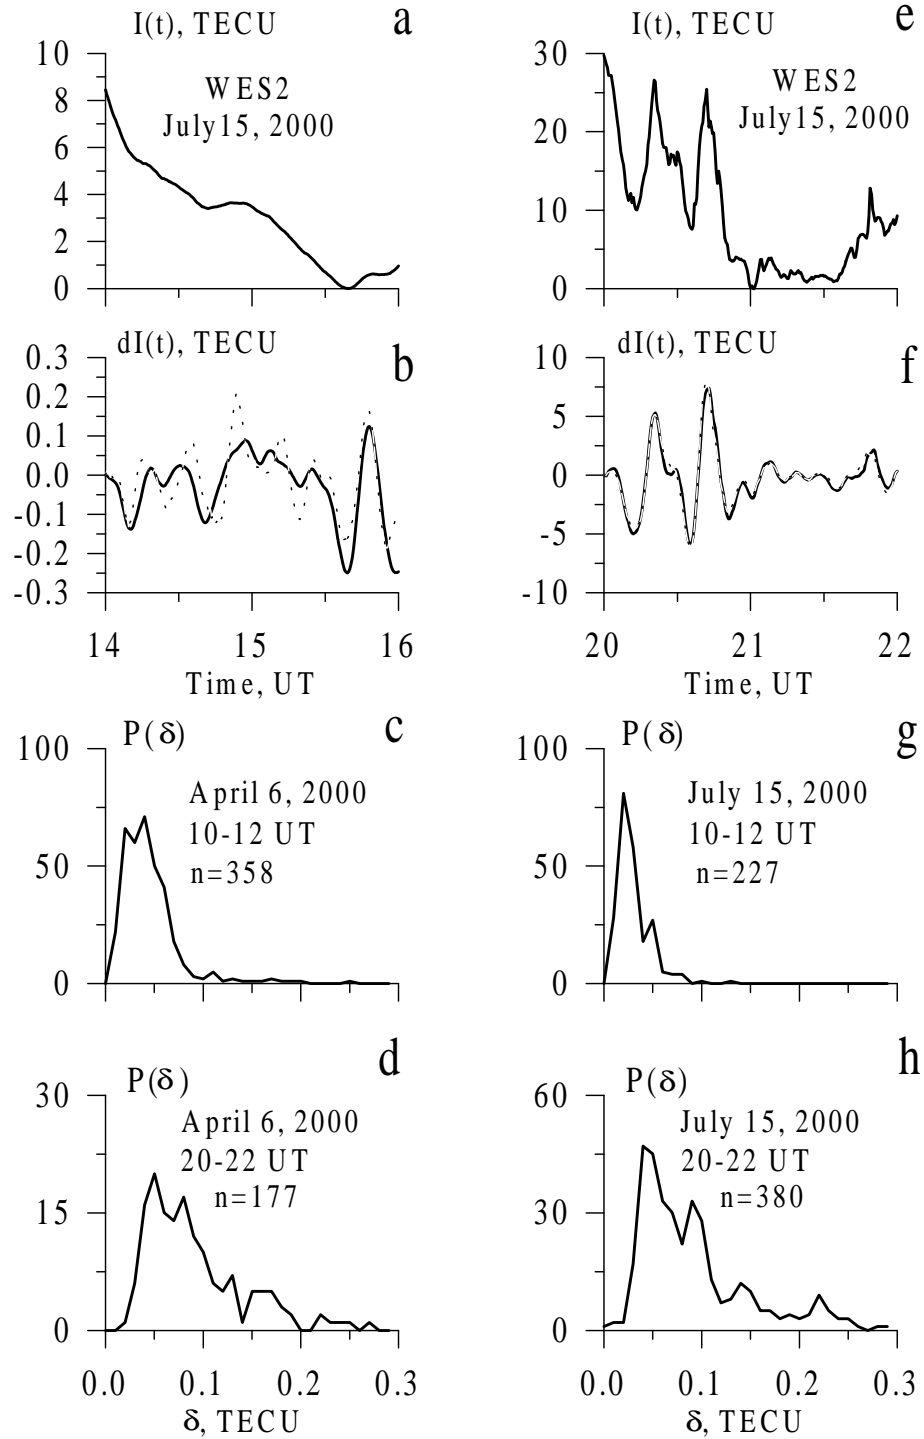 I(t), TECU
a
10
8
6
4
2
0
WES2
July15, 2000
14
15
16
dI(t), TECU
b
0.3
0.2
0.1
0.0
-0.1
-0.2
-0.3
14
15
16
Time, UT
P(δ)
c
100
50
0
April 6, 2000
10-12 UT
n=358
P(δ)
d
30
15
0
April 6, 2000
20-22 UT
n=177
0.0
0.1
0.2
0.3
δ, TECU
I(t), TECU
e
30
20
10
0
WES2
July15, 2000
dI(t), TECU
f
10
5
0
-5
-10
20
21
22
Time, UT
P(δ)
g
100
50
0
July 15, 2000
10-12 UT
n=227
P(δ)
h
60
30
0
July 15, 2000
20-22 UT
n=380
0.0
0.1
0.2
0.3
δ, TECU